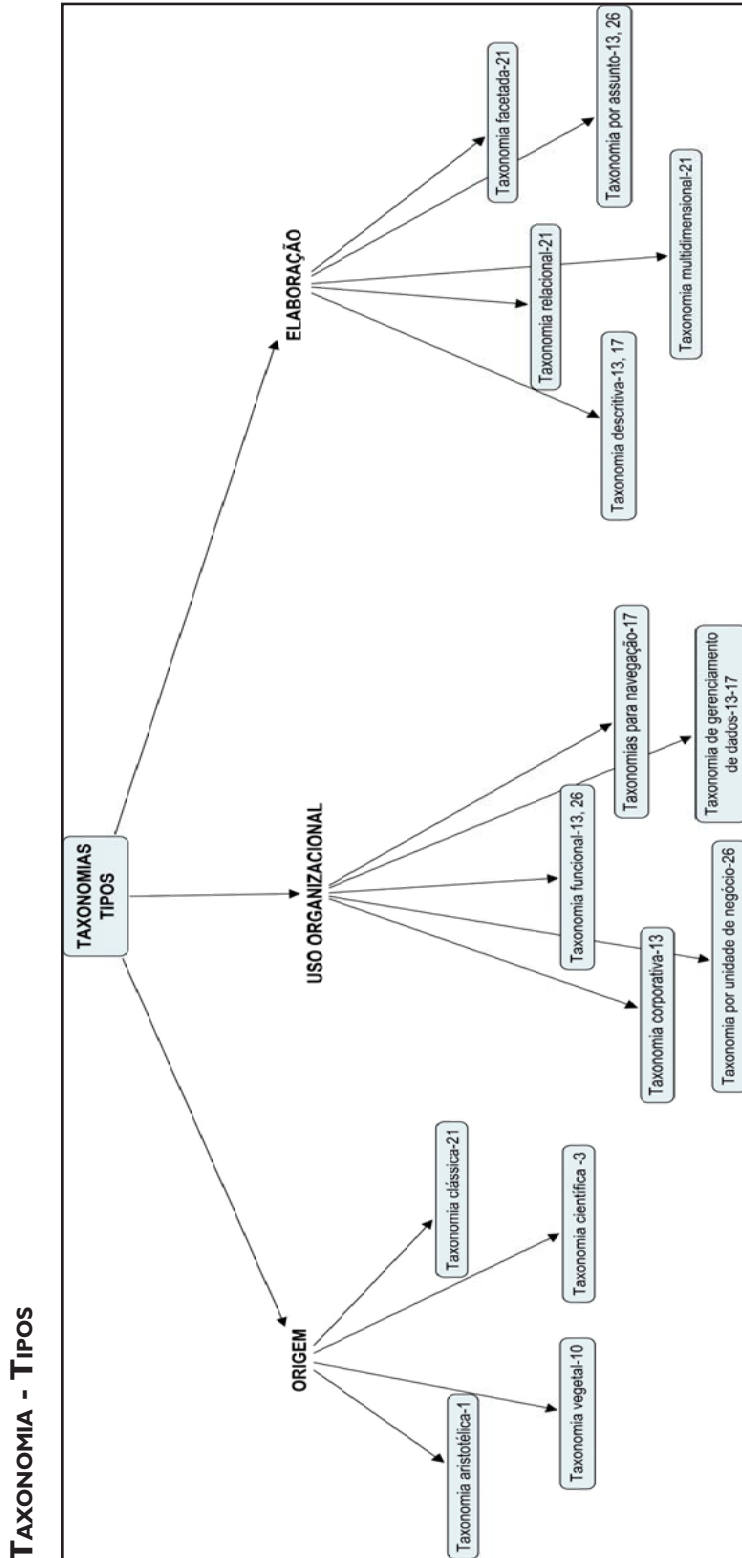 TAXONOMIA - TIPOS
TAXONOMIAS
TIPOS
ORIGEM
Taxonomia aristotélica-1
Taxonomia vegetal-10
Taxonomia clássica-21
Taxonomia científica -3
USO ORGANIZACIONAL
Taxonomia corporativa-13
Taxonomia por unidade de negócio-26
Taxonomia funcional-13, 26
Taxonomias para navegação-17
Taxonomia de gerenciamento
de dados-13-17
ELABORAÇÃO
Taxonomia descritiva-13, 17
Taxonomia relacional-21
Taxonomia multidimensional-21
Taxonomia facetada-21
Taxonomia por assunto-13, 26